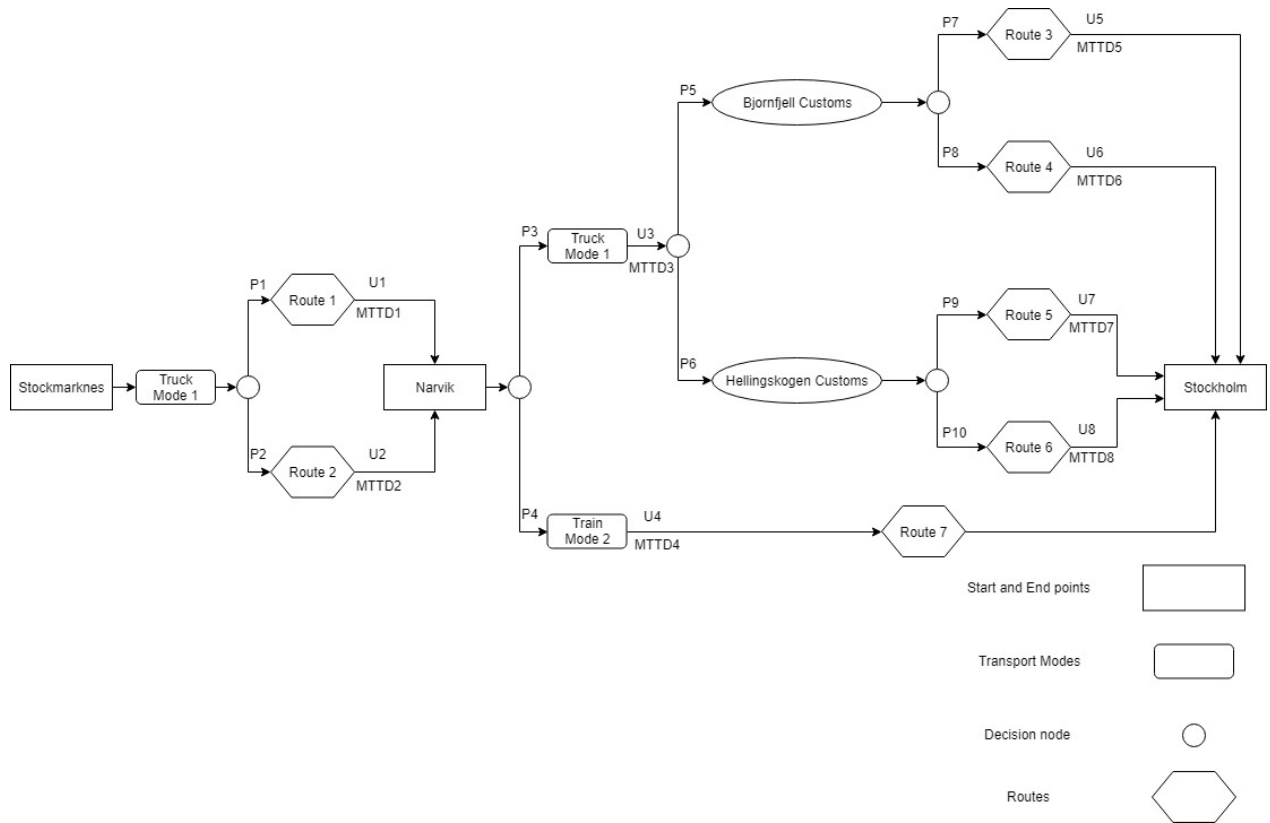 P7
Route 3
U5
MTTD5
P5
Bjornfjell Customs
P8
Route 4
U6
MTTD6
P3
Truck
Mode 1
U3
MTTD3
P1
Route 1
U1
MTTD1
P9
Route 5
U7
MTTD7
P6
Hellingskogen Customs
Stockmarknes
Truck
Mode 1
Narvik
Stockholm
P2
Route 2
U2
MTTD2
P10
Route 6
U8
MTTD8
P4
Train
Mode 2
U4
MTTD4
Route 7
Start and End points
Transport Modes
Decision node
Routes